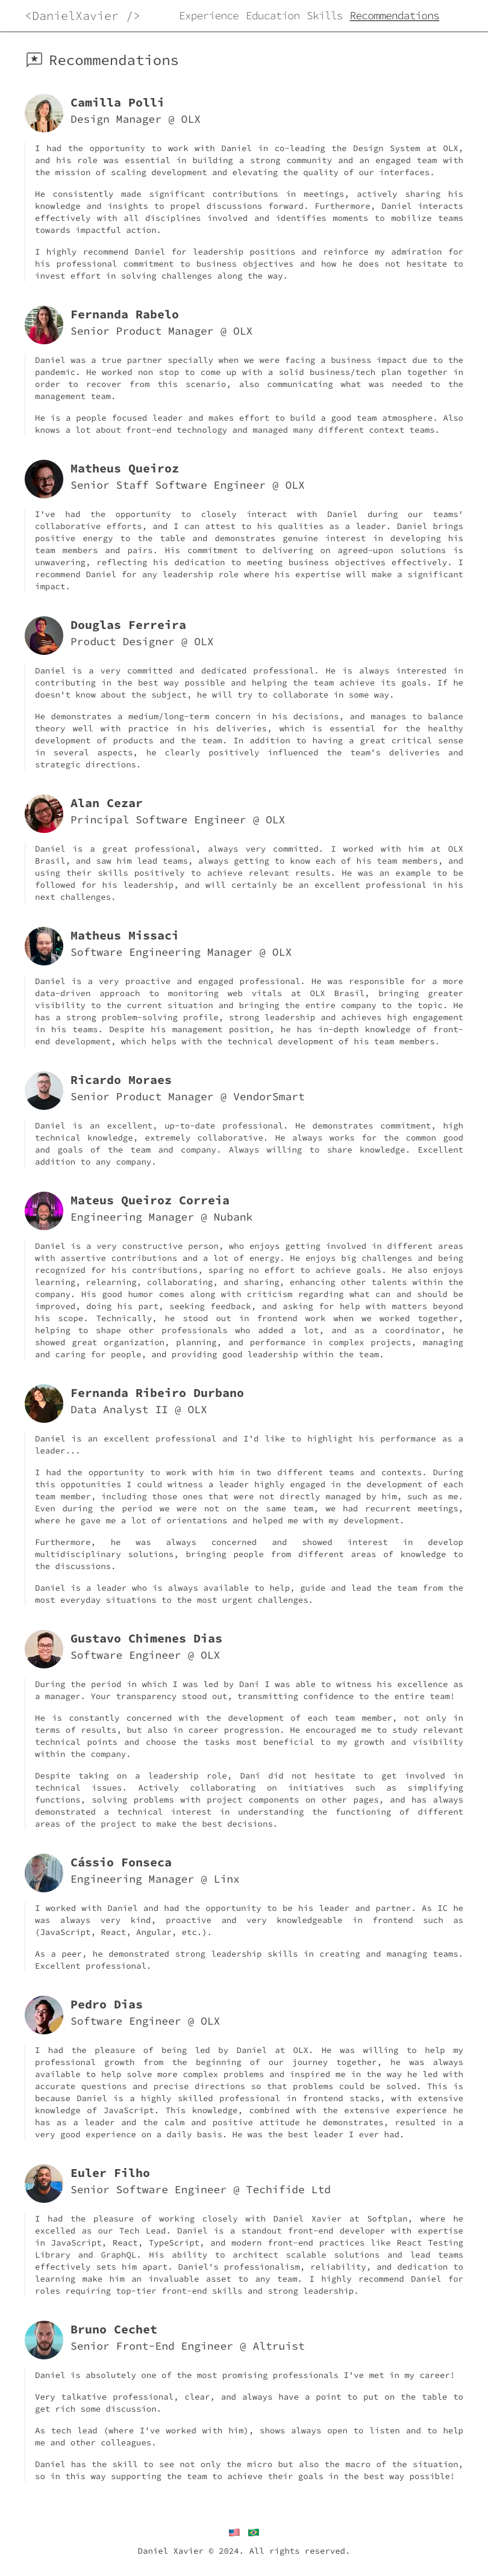 <DanielXavier />
Experience Education Skills Recommendations
Recommendations
Camilla Polli
Design Manager @ OLX
I had the opportunity to work with Daniel in co-leading the Design System at OLX,
and his role was essential in building a strong community and an engaged team with
the mission of scaling development and elevating the quality of our interfaces.
He consistently made significant contributions in meetings, actively sharing his
knowledge and insights to propel discussions forward. Furthermore, Daniel interacts
effectively with all disciplines involved and identifies moments to mobilize teams
towards impactful action.
I highly recommend Daniel for leadership positions and reinforce my admiration for
his professional commitment to business objectives and how he does not hesitate to
invest effort in solving challenges along the way.
Fernanda Rabelo
Senior Product Manager @ OLX
Daniel was a true partner specially when we were facing a business impact due to the
pandemic. He worked non stop to come up with a solid business/tech plan together in
order to recover from this scenario, also communicating what was needed to the
management team.
He is a people focused leader and makes effort to build a good team atmosphere. Also
knows a lot about front-end technology and managed many different context teams.
Matheus Queiroz
Senior Staff Software Engineer @ OLX
I've had the opportunity to closely interact with Daniel during our teams'
collaborative efforts, and I can attest to his qualities as a leader. Daniel brings
positive energy to the table and demonstrates genuine interest in developing his
team members and pairs. His commitment to delivering on agreed-upon solutions is
unwavering, reflecting his dedication to meeting business objectives effectively. I
recommend Daniel for any leadership role where his expertise will make a significant
impact.
Douglas Ferreira
Product Designer @ OLX
Daniel is a very committed and dedicated professional. He is always interested in
contributing in the best way possible and helping the team achieve its goals. If he
doesn't know about the subject, he will try to collaborate in some way.
He demonstrates a medium/long-term concern in his decisions, and manages to balance
theory well with practice in his deliveries, which is essential for the healthy
development of products and the team. In addition to having a great critical sense
in several aspects, he clearly positively influenced the team's deliveries and
strategic directions.
Alan Cezar
Principal Software Engineer @ OLX
Daniel is a great professional, always very committed. I worked with him at OLX
Brasil, and saw him lead teams, always getting to know each of his team members, and
using their skills positively to achieve relevant results. He was an example to be
followed for his leadership, and will certainly be an excellent professional in his
next challenges.
Matheus Missaci
Software Engineering Manager @ OLX
Daniel is a very proactive and engaged professional. He was responsible for a more
data-driven approach to monitoring web vitals at OLX Brasil, bringing greater
visibility to the current situation and bringing the entire company to the topic. He
has a strong problem-solving profile, strong leadership and achieves high engagement
in his teams. Despite his management position, he has in-depth knowledge of front-
end development, which helps with the technical development of his team members.
Ricardo Moraes
Senior Product Manager @ VendorSmart
Daniel is an excellent, up-to-date professional. He demonstrates commitment, high
technical knowledge, extremely collaborative. He always works for the common good
and goals of the team and company. Always willing to share knowledge. Excellent
addition to any company.
Mateus Queiroz Correia
Engineering Manager @ Nubank
Daniel is a very constructive person, who enjoys getting involved in different areas
with assertive contributions and a lot of energy. He enjoys big challenges and being
recognized for his contributions, sparing no effort to achieve goals. He also enjoys
learning, relearning, collaborating, and sharing, enhancing other talents within the
company. His good humor comes along with criticism regarding what can and should be
improved, doing his part, seeking feedback, and asking for help with matters beyond
his scope. Technically, he stood out in frontend work when we worked together,
helping to shape other professionals who added a lot, and as a coordinator, he
showed great organization, planning, and performance in complex projects, managing
and caring for people, and providing good leadership within the team.
Fernanda Ribeiro Durbano
Data Analyst II @ OLX
Daniel is an excellent professional and I'd like to highlight his performance as a
leader...
I had the opportunity to work with him in two different teams and contexts. During
this oppotunities I could witness a leader highly engaged in the development of each
team member, including those ones that were not directly managed by him, such as me.
Even during the period we were not on the same team, we had recurrent meetings,
where he gave me a lot of orientations and helped me with my development.
Furthermore, he was always concerned and showed interest in develop
multidisciplinary solutions, bringing people from different areas of knowledge to
the discussions.
Daniel is a leader who is always available to help, guide and lead the team from the
most everyday situations to the most urgent challenges.
Gustavo Chimenes Dias
Software Engineer @ OLX
During the period in which I was led by Dani I was able to witness his excellence as
a manager. Your transparency stood out, transmitting confidence to the entire team!
He is constantly concerned with the development of each team member, not only in
terms of results, but also in career progression. He encouraged me to study relevant
technical points and choose the tasks most beneficial to my growth and visibility
within the company.
Despite taking on a leadership role, Dani did not hesitate to get involved in
technical issues. Actively collaborating on initiatives such as simplifying
functions, solving problems with project components on other pages, and has always
demonstrated a technical interest in understanding the functioning of different
areas of the project to make the best decisions.
Cássio Fonseca
Engineering Manager @ Linx
I worked with Daniel and had the opportunity to be his leader and partner. As IC he
was always very kind, proactive and very knowledgeable in frontend such as
(JavaScript, React, Angular, etc.).
As a peer, he demonstrated strong leadership skills in creating and managing teams.
Excellent professional.
Pedro Dias
Software Engineer @ OLX
I had the pleasure of being led by Daniel at OLX. He was willing to help my
professional growth from the beginning of our journey together, he was always
available to help solve more complex problems and inspired me in the way he led with
accurate questions and precise directions so that problems could be solved. This is
because Daniel is a highly skilled professional in frontend stacks, with extensive
knowledge of JavaScript. This knowledge, combined with the extensive experience he
has as a leader and the calm and positive attitude he demonstrates, resulted in a
very good experience on a daily basis. He was the best leader I ever had.
Euler Filho
Senior Software Engineer @ Techifide Ltd
I had the pleasure of working closely with Daniel Xavier at Softplan, where he
excelled as our Tech Lead. Daniel is a standout front-end developer with expertise
in JavaScript, React, TypeScript, and modern front-end practices like React Testing
Library and GraphQL. His ability to architect scalable solutions and lead teams
effectively sets him apart. Daniel's professionalism, reliability, and dedication to
learning make him an invaluable asset to any team. I highly recommend Daniel for
roles requiring top-tier front-end skills and strong leadership.
Bruno Cechet
Senior Front-End Engineer @ Altruist
Daniel is absolutely one of the most promising professionals I've met in my career!
Very talkative professional, clear, and always have a point to put on the table to
get rich some discussion.
As tech lead (where I've worked with him), shows always open to listen and to help
me and other colleagues.
Daniel has the skill to see not only the micro but also the macro of the situation,
so in this way supporting the team to achieve their goals in the best way possible!
Daniel Xavier © 2024. All rights reserved.